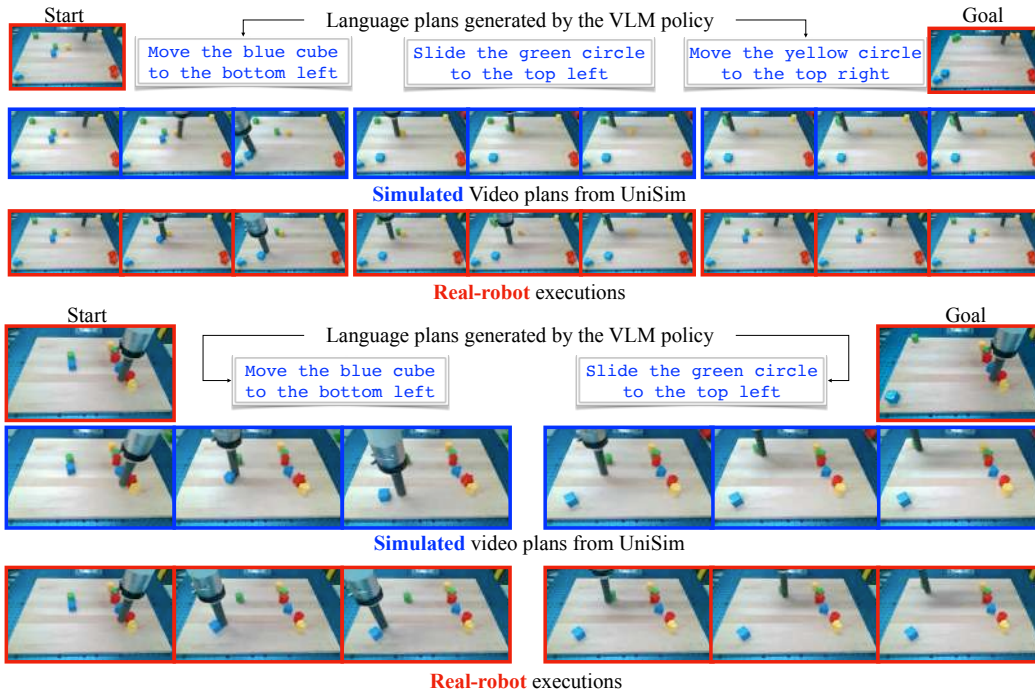 Start
Language plans generated by the VLM policy
Goal
Move the blue cube
to the bottom left
Slide the green circle
to the top left
Move the yellow circle
to the top right
Simulated Video plans from UniSim
Real-robot executions
Start
Language plans generated by the VLM policy
Goal
Move the blue cube
to the bottom left
Slide the green circle
to the top left
Simulated video plans from UniSim
Real-robot executions